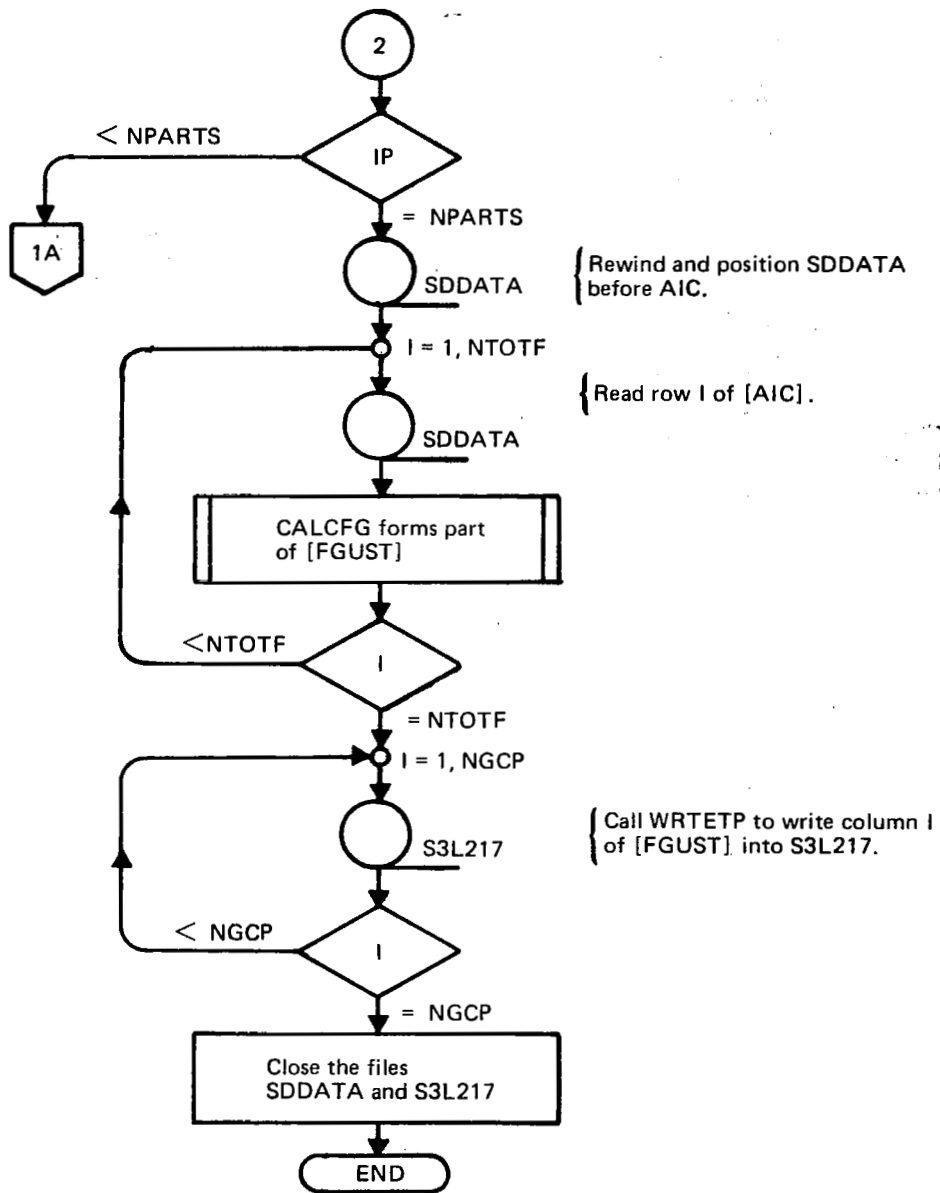 2
< NPARTS
IP
= NPARTS
1A
SDDATA
{Rewind and position SDDATA
before AIC.
I = 1, NTOTF
{Read row I of [AIC].
SDDATA
CALCFG forms part
of [FGUST]
<NTOTF
I
= NTOTF
I = 1, NGCP
S3L217
{Call WRTETP to write column I
of [FGUST] into S3L217.
< NGCP
I
= NGCP
Close the files
SDDATA and S3L217
END